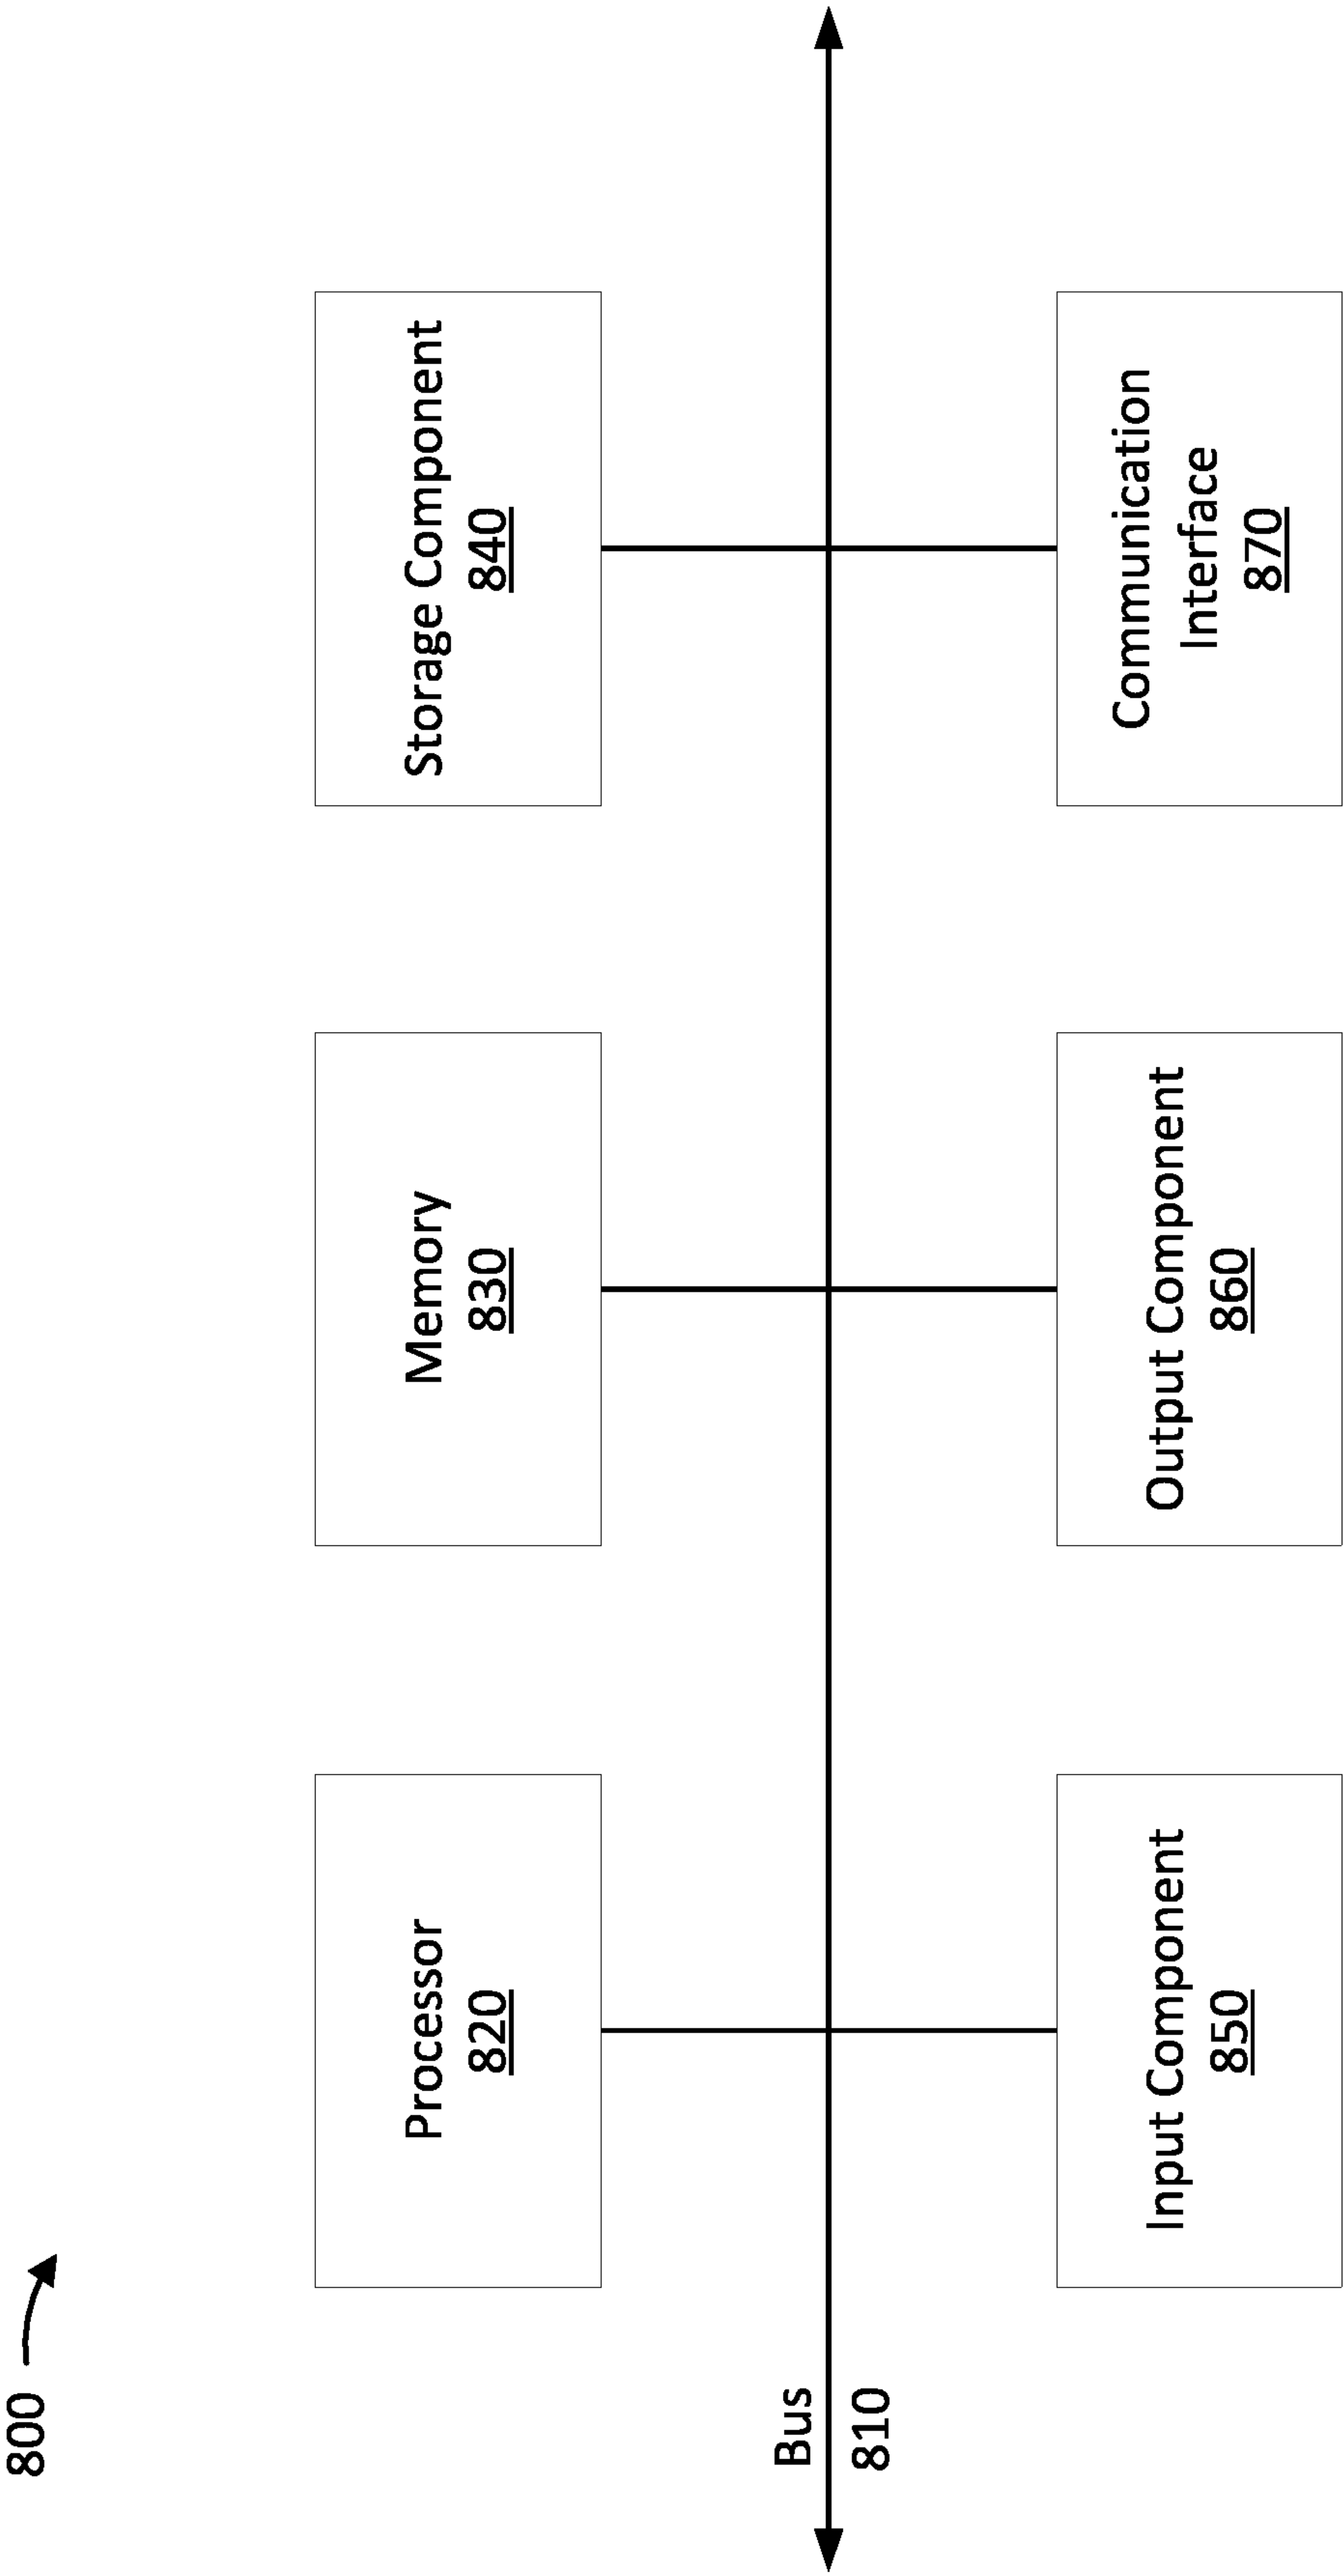 800
Processor
820
Memory
830
Storage Component
840
Bus
810
Input Component
850
Output Component
860
Communication
Interface
870